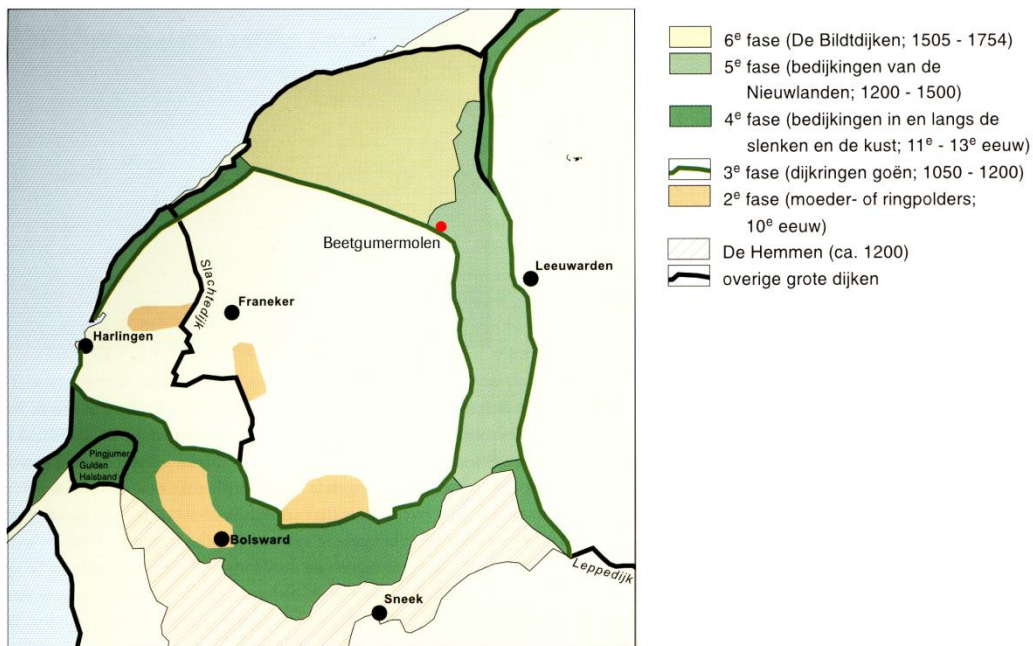 6e fase (De Bildtdijken; 1505 - 1754)
5e fase (bedijkingen van de
Nieuwlanden; 1200 - 1500)
4e fase (bedijkingen in en langs de
slenken en de kust; 11e - 13e eeuw)
3e fase (dijkringen goën; 1050 - 1200)
2e fase (moeder- of ringpolders;
10e eeuw)
De Hemmen (ca. 1200)
overige grote dijken
Beetgumermolen
Leeuwarden
Slachtedijk
Franeker
Harlingen
Pingjumer
Gulden
Halsband
Bolsward
Leppedijk
Sneek